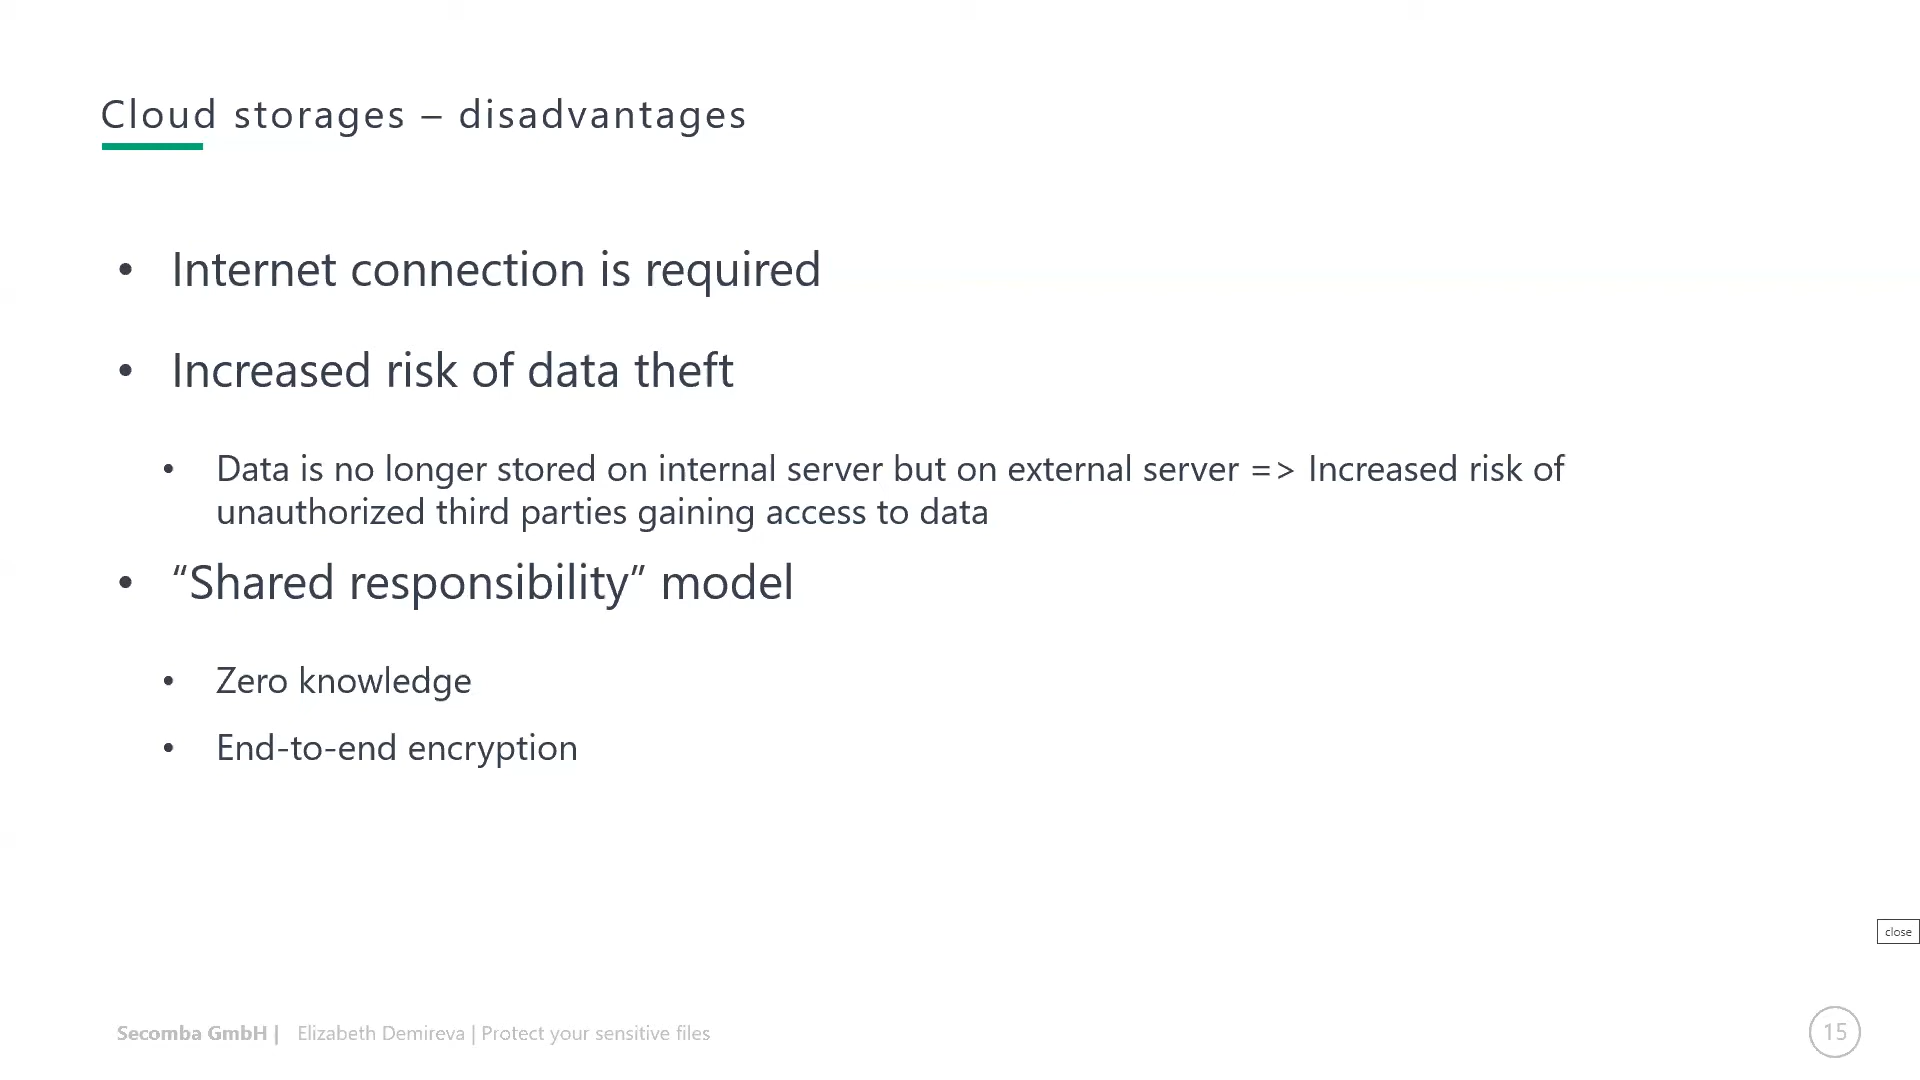 Cloud storages – disadvantages
• Internet connection is required
• Increased risk of data theft
• Data is no longer stored on internal server but on external server => Increased risk of
unauthorized third parties gaining access to data
• “Shared responsibility” model
• Zero knowledge
• End-to-end encryption
close
Secomba GmbH | Elizabeth Demireva | Protect your sensitive files
15